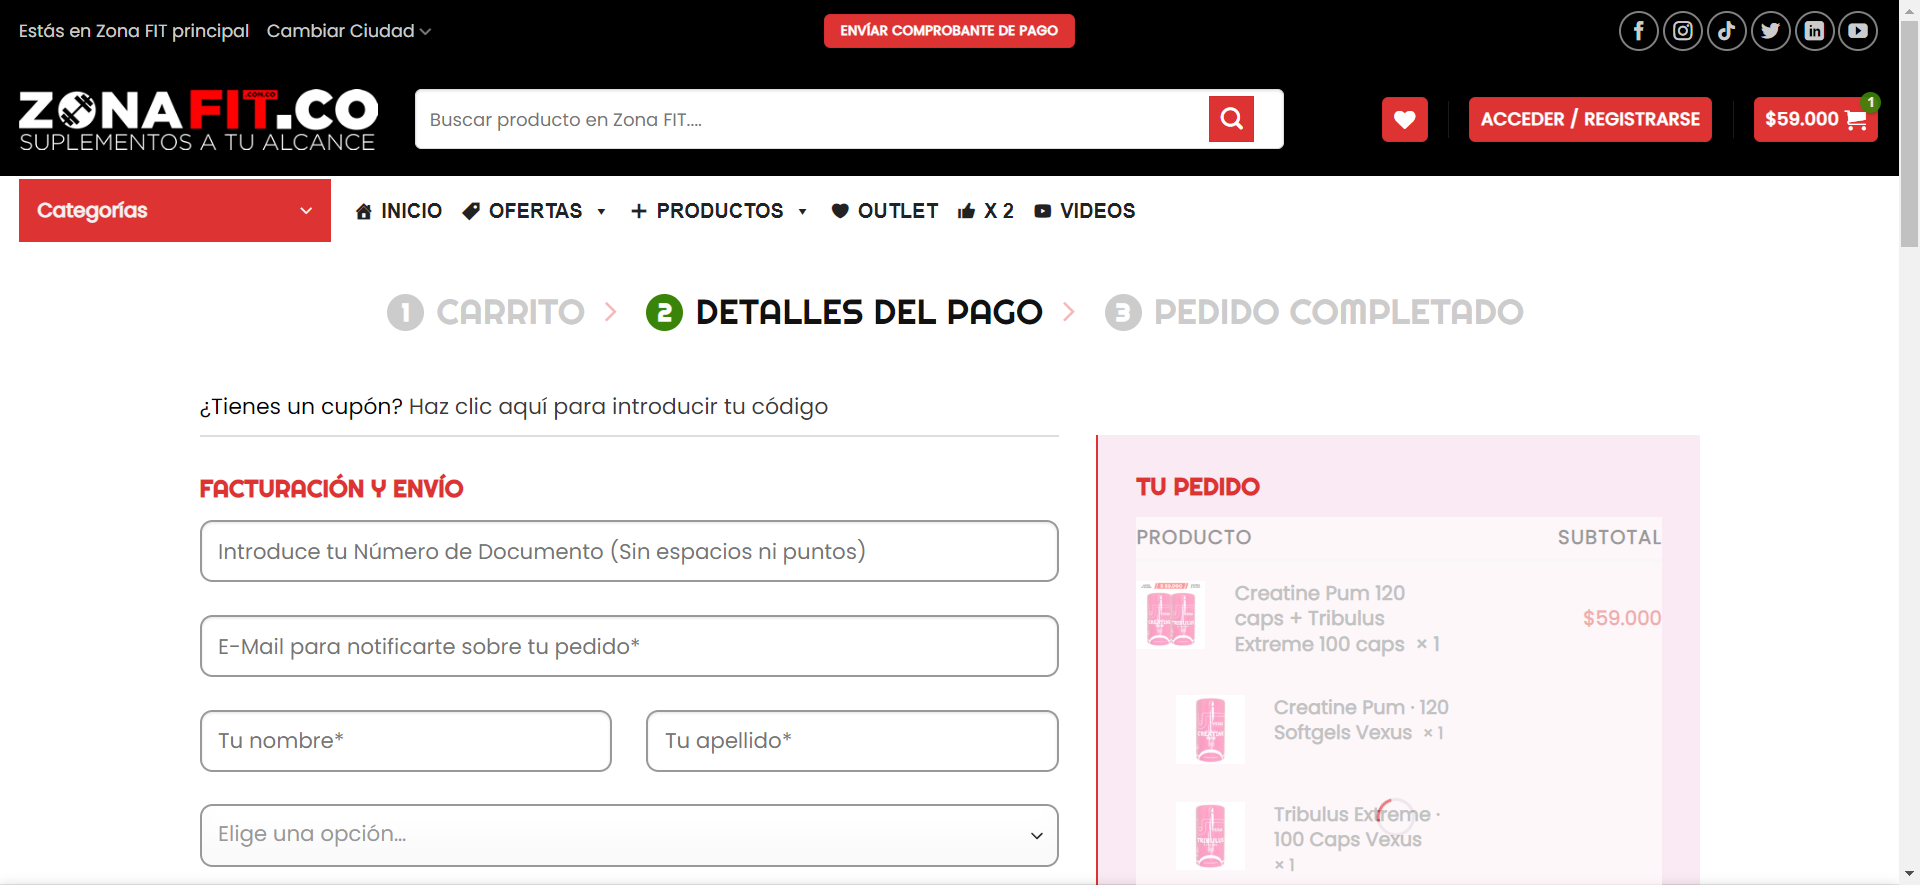 Estás en Zona FIT principal
Cambiar Ciudad
ENVÍAR COMPROBANTE DE PAGO
ZONAFIT.CO
.COM.CO
SUPLEMENTOS A TU ALCANCE
Buscar producto en Zona FIT....
ACCEDER / REGISTRARSE
$59.000
1
Categorías
INICIO
OFERTAS
PRODUCTOS
OUTLET
X 2
VIDEOS
1 CARRITO
2 DETALLES DEL PAGO
3 PEDIDO COMPLETADO
¿Tienes un cupón? Haz clic aquí para introducir tu código
FACTURACIÓN Y ENVÍO
Introduce tu Número de Documento (Sin espacios ni puntos)
E-Mail para notificarte sobre tu pedido*
Tu nombre*
Tu apellido*
Elige una opción...
TU PEDIDO
PRODUCTO
SUBTOTAL
Creatine Pum 120
caps + Tribulus
Extreme 100 caps × 1
$59.000
Creatine Pum · 120
Softgels Vexus × 1
Tribulus Extreme ·
100 Caps Vexus
× 1